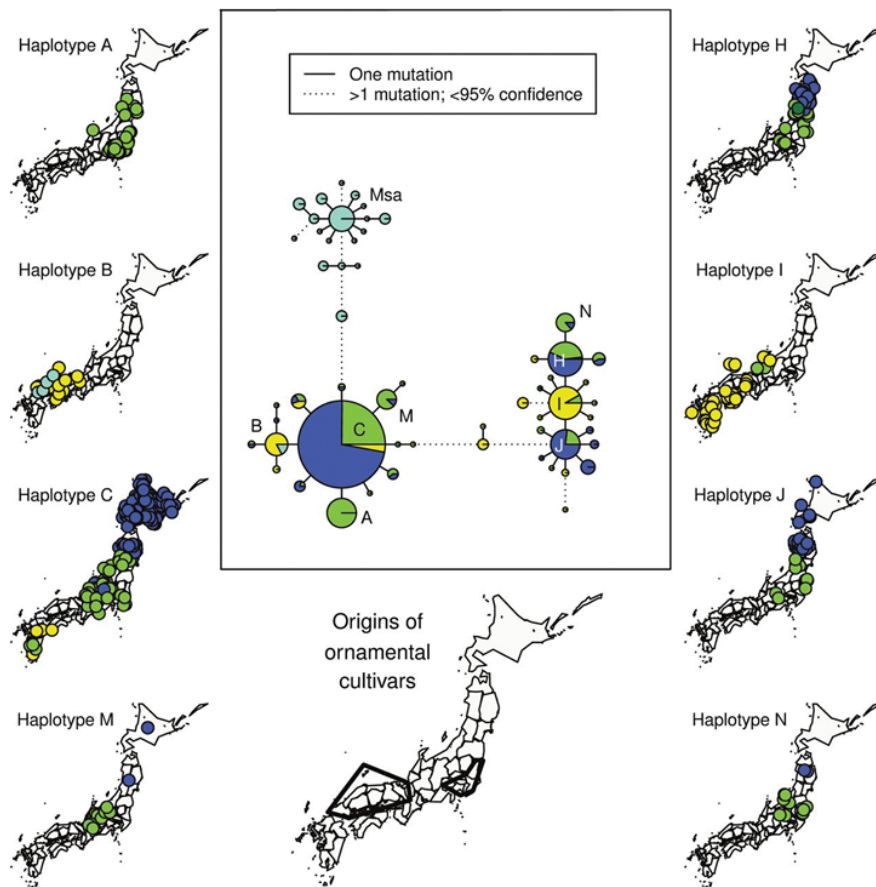 Haplotype A
Haplotype B
Haplotype C
Haplotype M
One mutation
>1 mutation; <95% confidence
Msa
N
H
I
J
B
C
M
A
Origins of
ornamental
cultivars
Haplotype H
Haplotype I
Haplotype J
Haplotype N